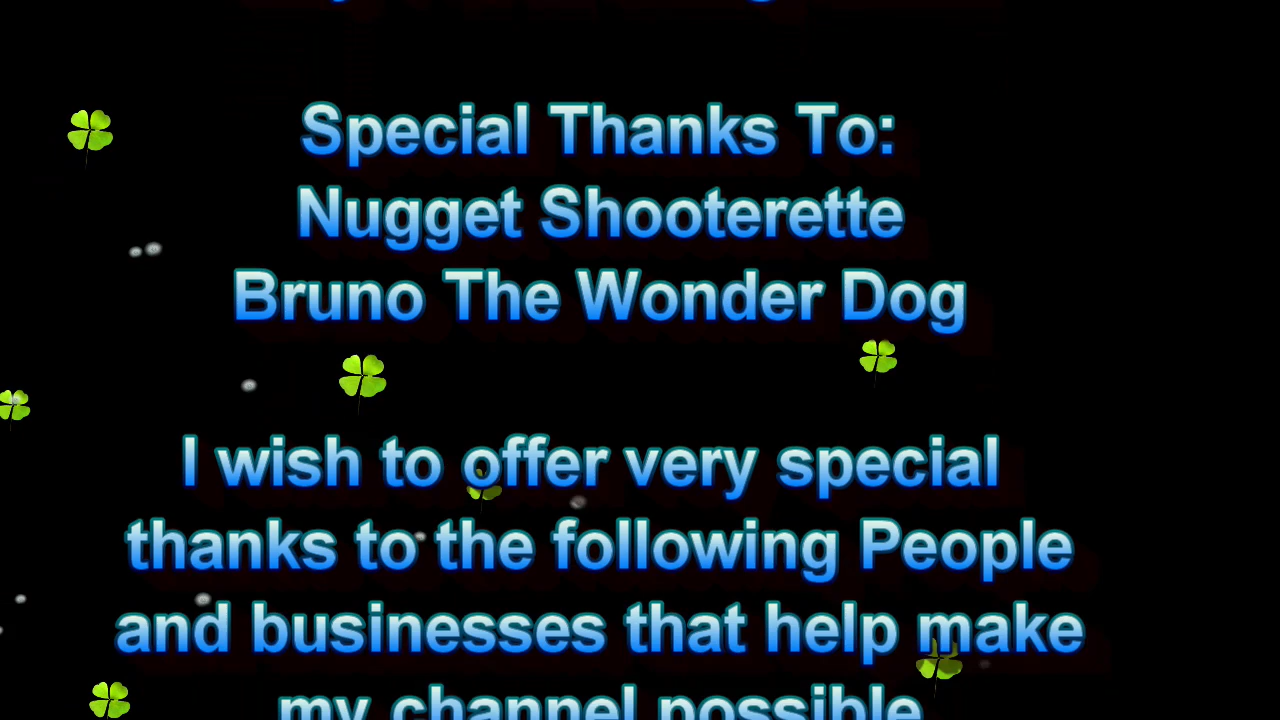 Special Thanks To:
Nugget Shooterette
Bruno The Wonder Dog
I wish to offer very special
thanks to the following People
and businesses that help make
my channel possible